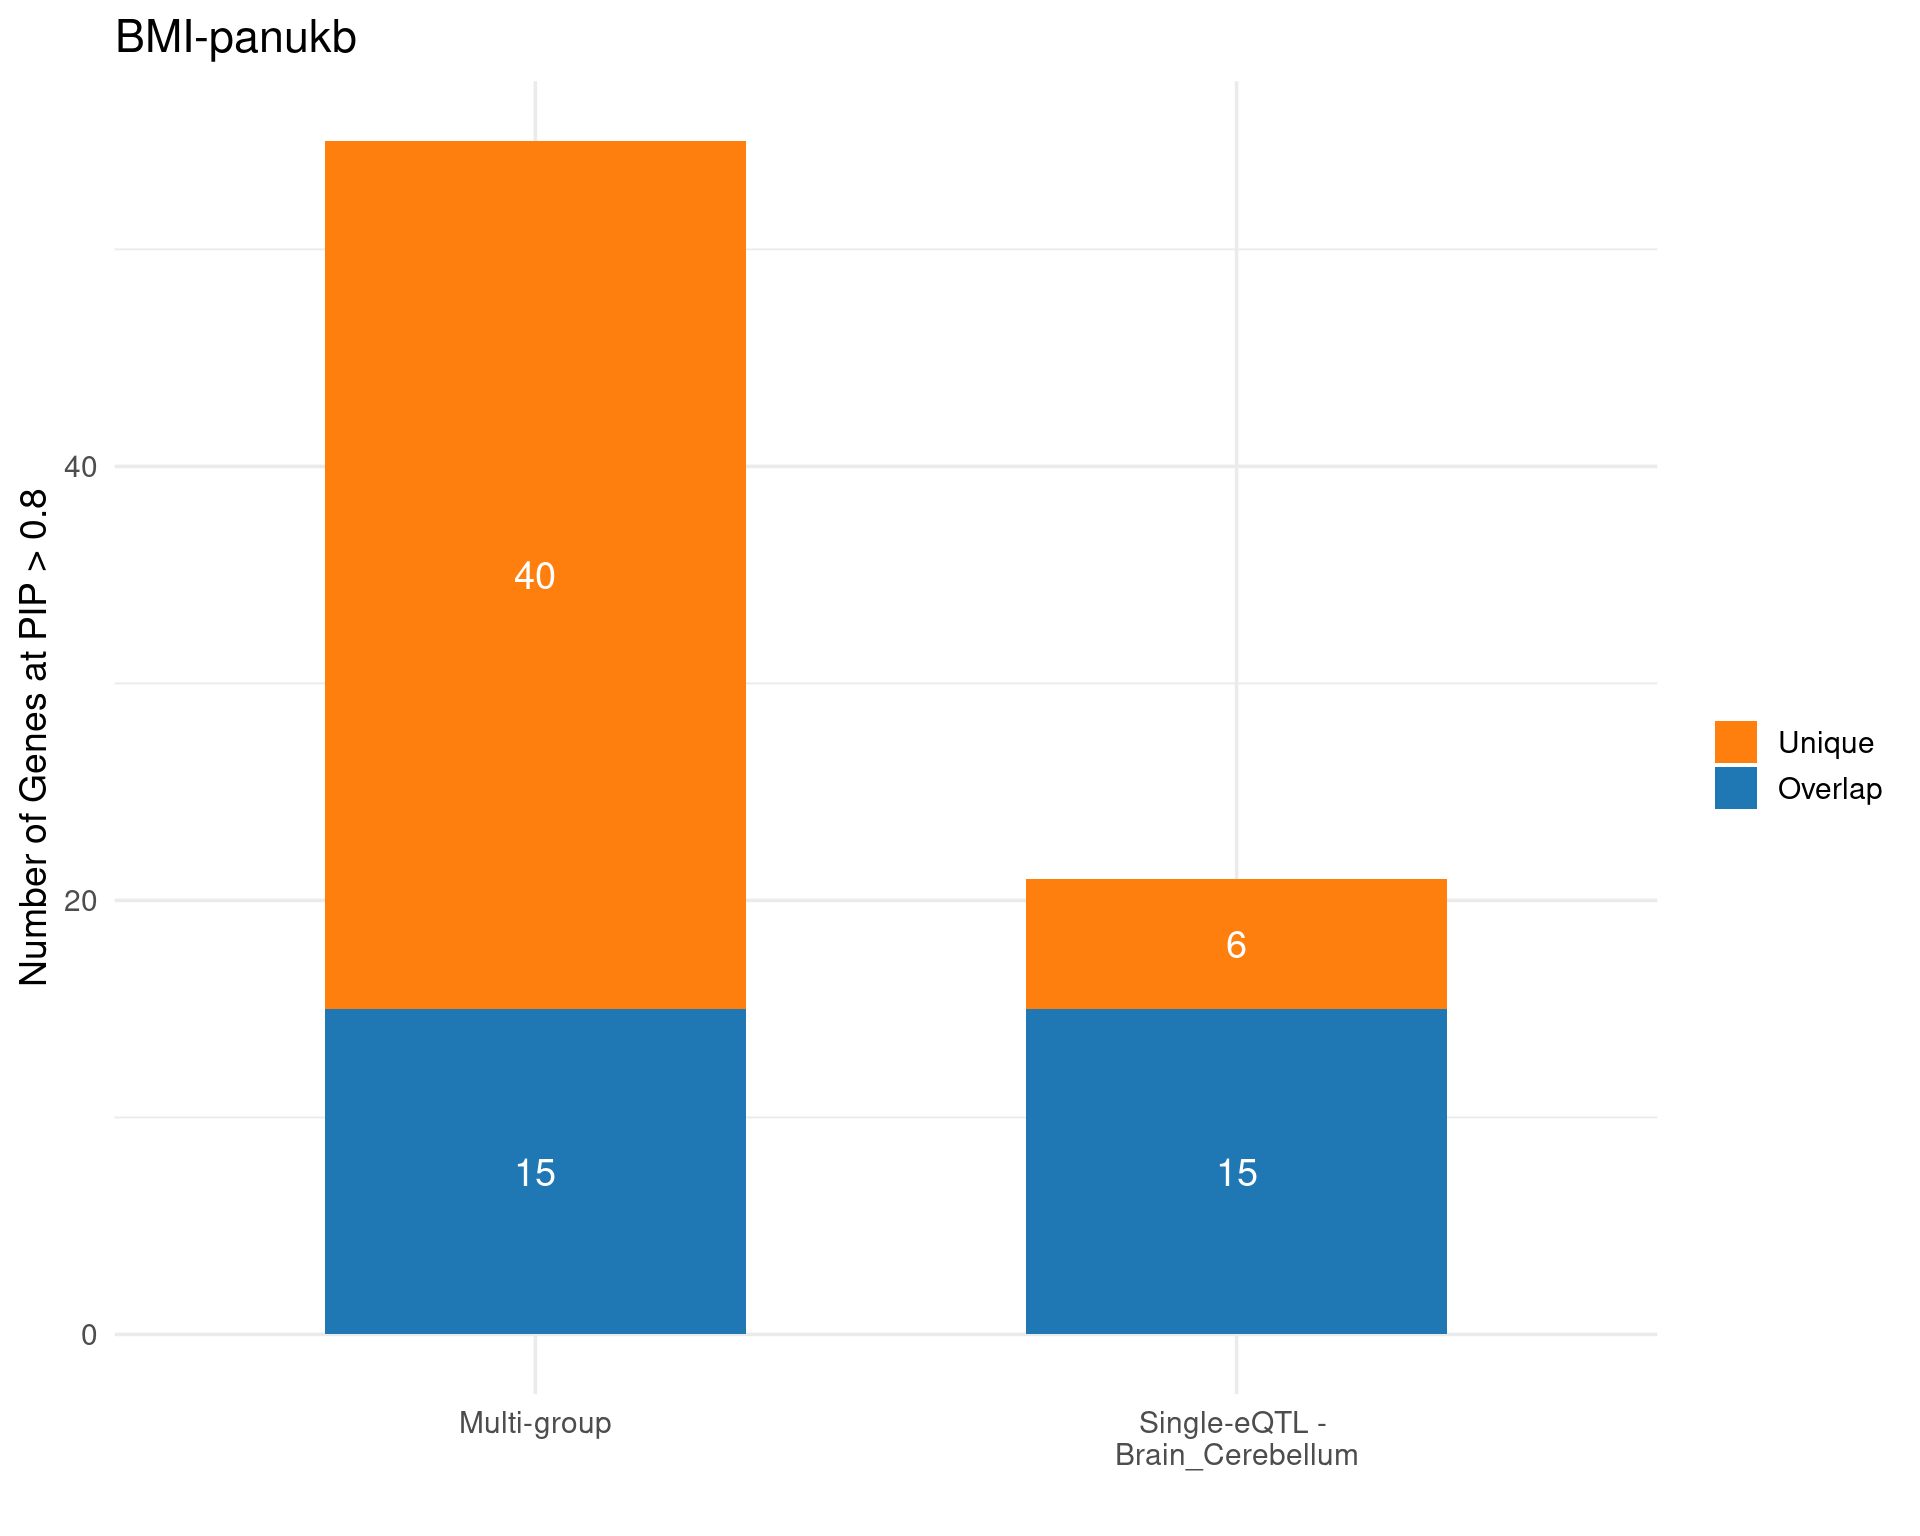 BMI-panukb
Number of Genes at PIP > 0.8
40
20
0
40
15
6
15
Multi-group
Single-eQTL -
Brain_Cerebellum
Unique
Overlap